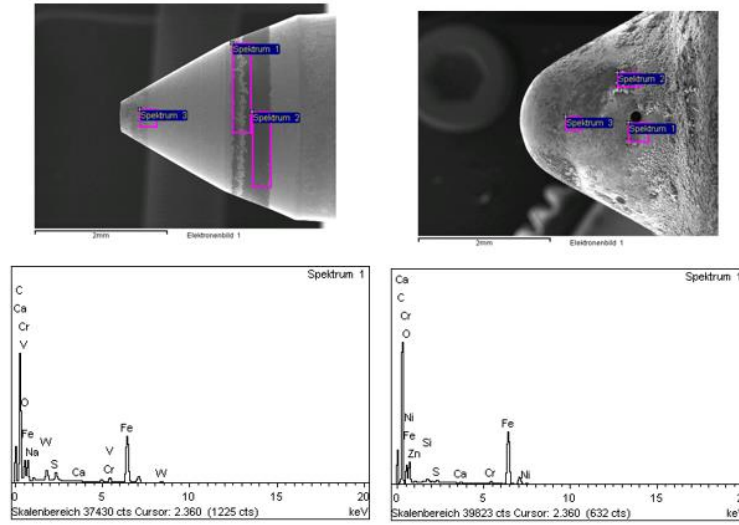 Spektrum 1
Spektrum 3
Spektrum 2
2mm
Elektronenbild 1
Spektrum 2
Spektrum 3
Spektrum 1
2mm
Elektronenbild 1
Spektrum 1
C
Ca
Cr
V
O
Fe
Na
W
S
Ca
V
Cr
Fe
W
0 5 10 15 20
Skalenbereich 37430 cts Cursor: 2.360 (1225 cts) keV
Spektrum 1
Ca
C
Cr
O
Ni
Fe
Zn
Si
S
Ca
Cr
Fe
Ni
0 5 10 15 20
Skalenbereich 39823 cts Cursor: 2.360 (632 cts) keV